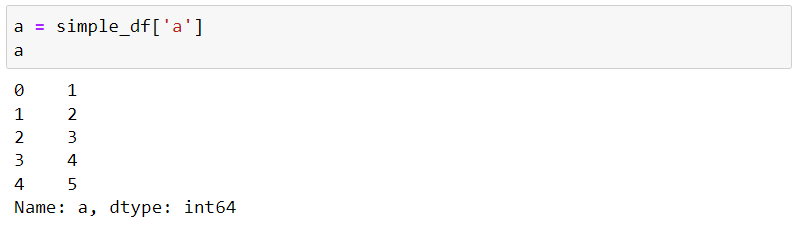 a = simple_df['a']
a
0    1
1    2
2    3
3    4
4    5
Name: a, dtype: int64